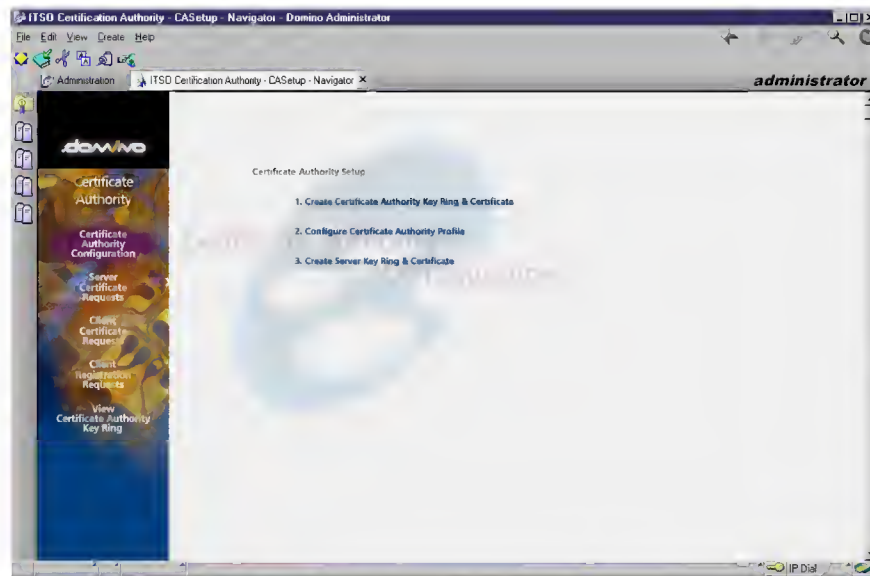 ITSO Certification Authority - CASetup - Navigator - Domino Administrator
File Edit View Create Help
Administration
ITSO Certification Authority - CASetup - Navigator
administrator
domino
Certificate
Authority
Certificate
Authority
Configuration
Server
Certificate
Requests
Client
Certificate
Requests
Client
Registration
Requests
View
Certificate Authority
Key Ring
Certificate Authority Setup
1. Create Certificate Authority Key Ring & Certificate
2. Configure Certificate Authority Profile
3. Create Server Key Ring & Certificate
IP Dial